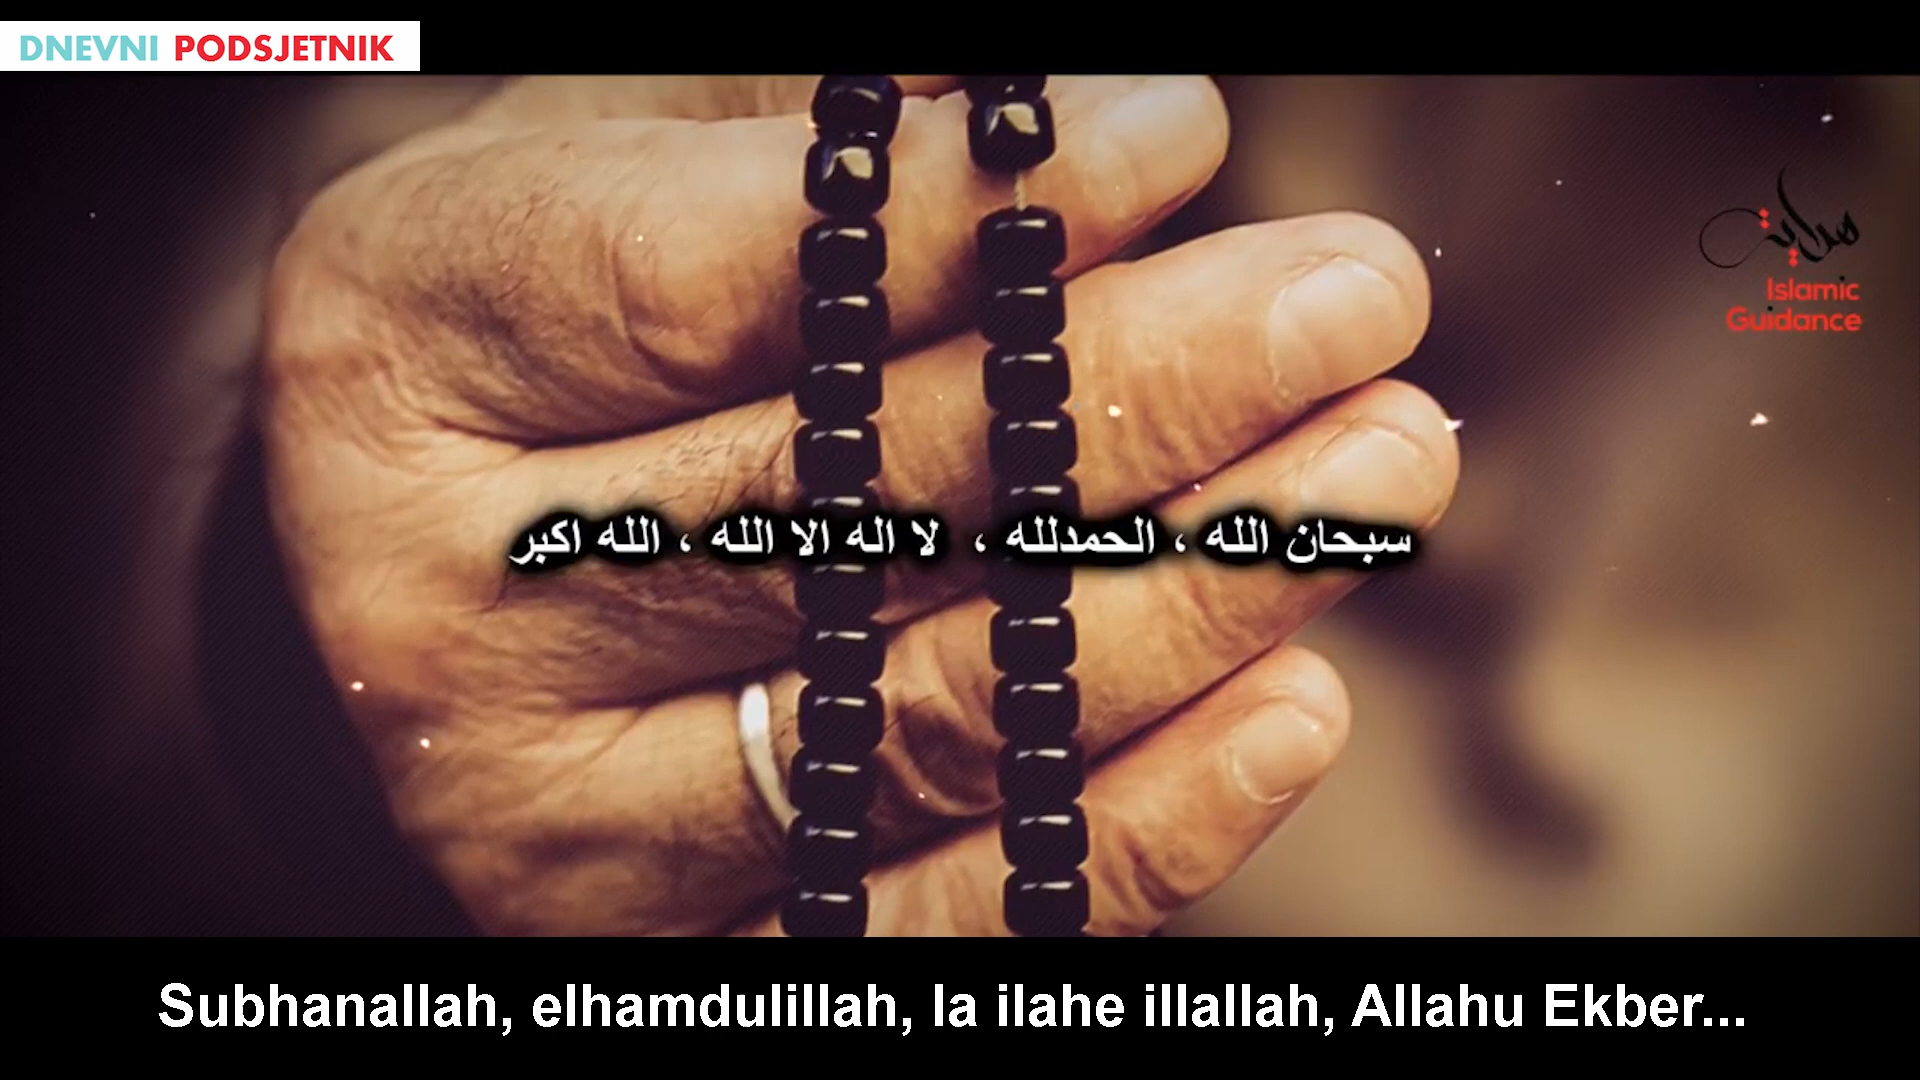 DNEVNI PODSJETNIK
هداية
Islamic
Guidance
سبحان الله ، الحمدلله ، لا اله الا الله ، الله اكبر
Subhanallah, elhamdulillah, la ilahe illallah, Allahu Ekber...